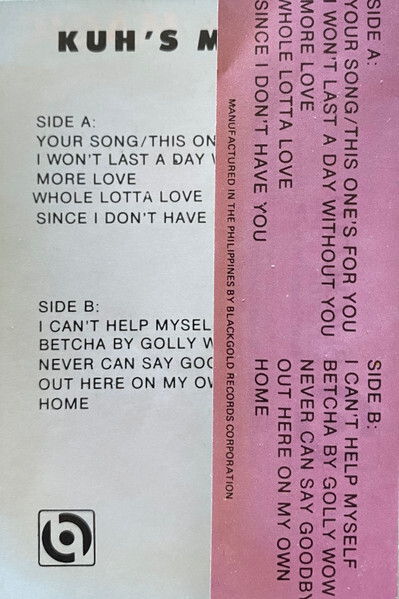 KUH'S M
SIDE A:
YOUR SONG/THIS ON
I WON'T LAST A DAY W
MORE LOVE
WHOLE LOTTA LOVE
SINCE I DON'T HAVE
SIDE B:
I CAN'T HELP MYSEL
BETCHA BY GOLLY W
NEVER CAN SAY GOO
OUT HERE ON MY OW
HOME
SIDE A:
YOUR SONG/THIS ONE'S FOR YOU
I WON'T LAST A DAY WITHOUT YOU
MORE LOVE
WHOLE LOTTA LOVE
SINCE I DON'T HAVE YOU
SIDE B:
I CAN'T HELP MYSELF
BETCHA BY GOLLY WOW
NEVER CAN SAY GOODBY
OUT HERE ON MY OWN
HOME
MANUFACTURED IN THE PHILIPPINES BY BLACKGOLD RECORDS CORPORATION